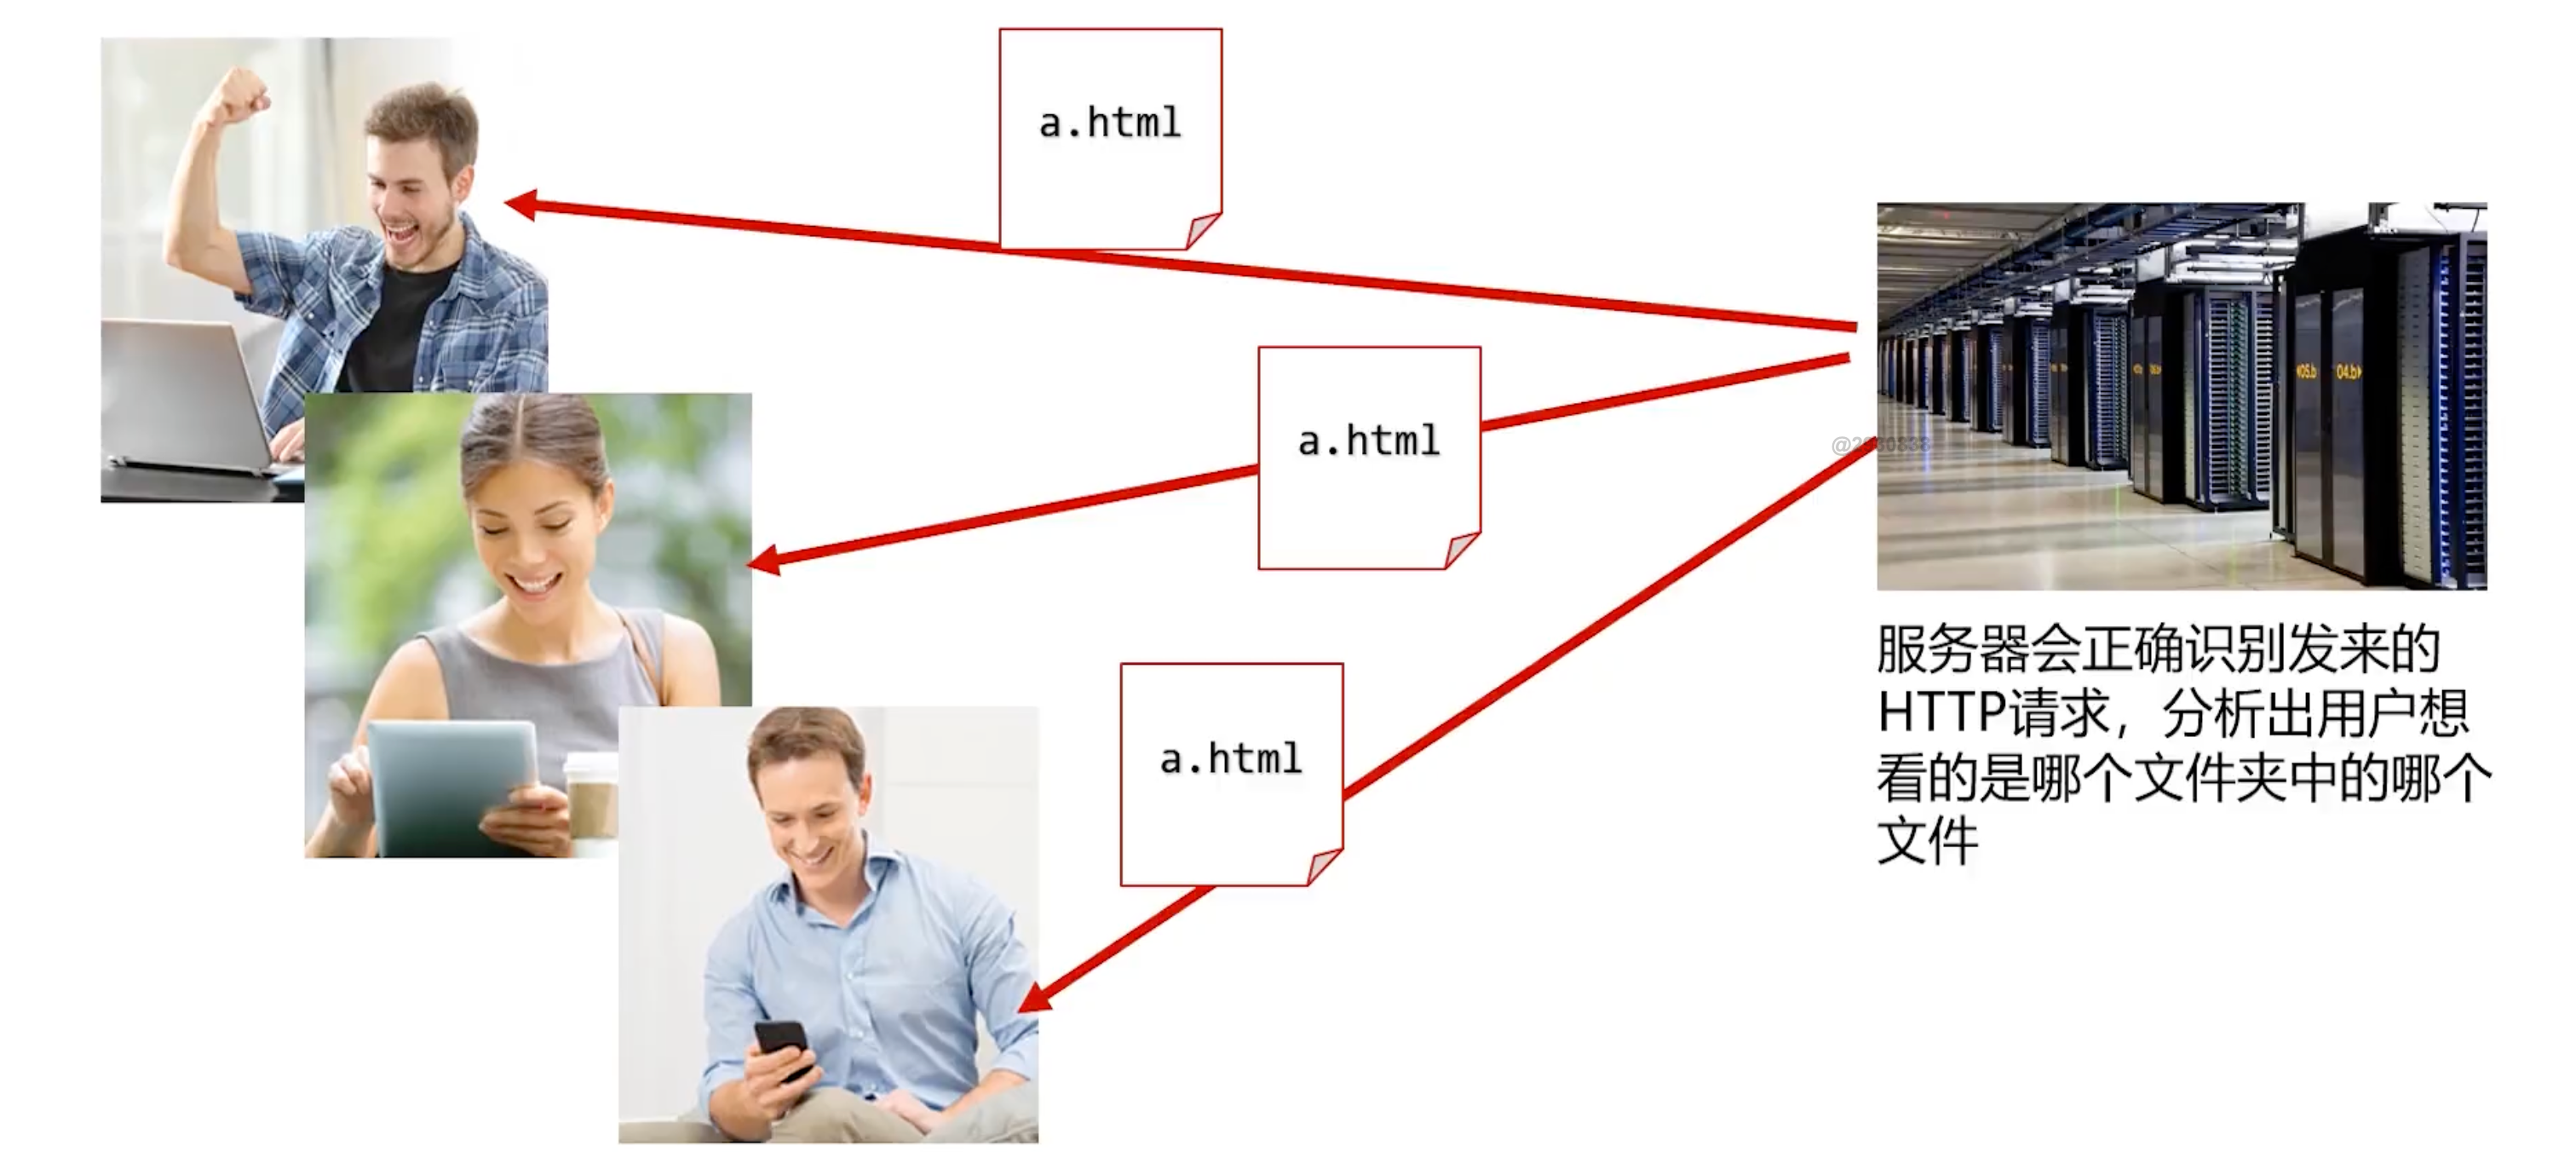 a.html
a.html
a.html
服务器会正确识别发来的
HTTP请求，分析出用户想
看的是哪个文件夹中的哪个
文件
04.b